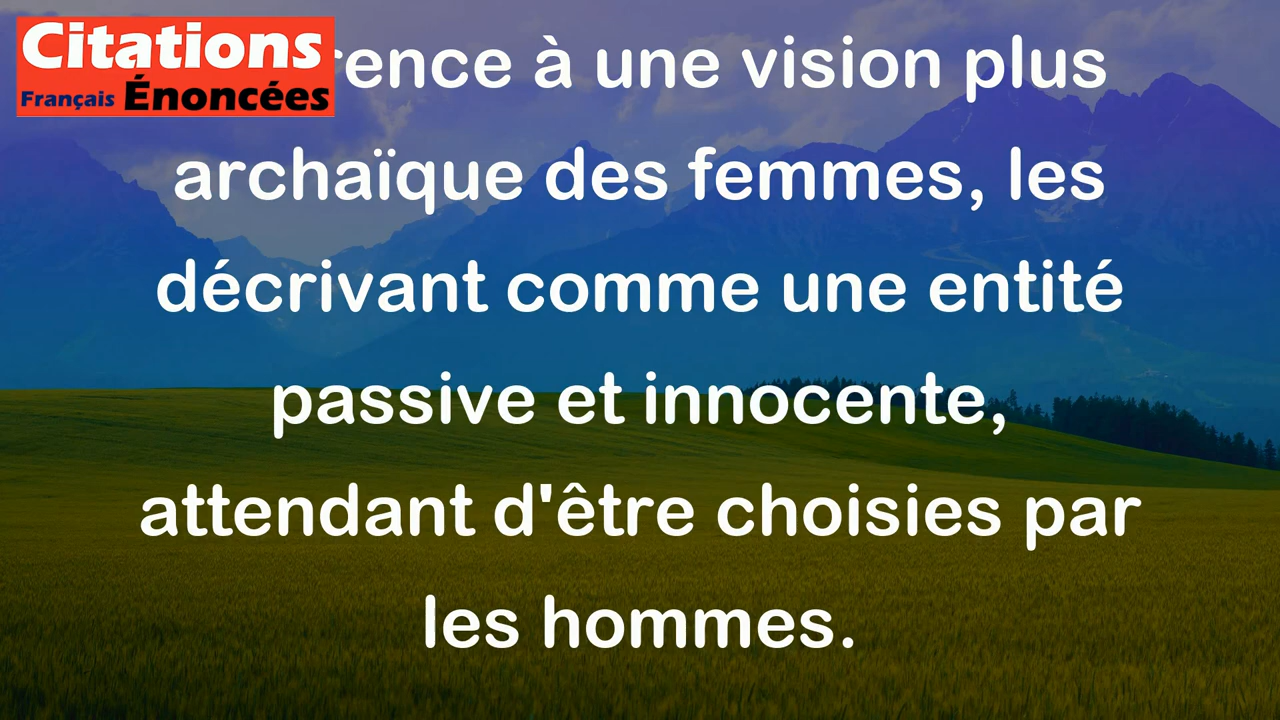 Citations
Français Énoncées
rence à une vision plus
archaïque des femmes, les
décrivant comme une entité
passive et innocente,
attendant d'être choisies par
les hommes.